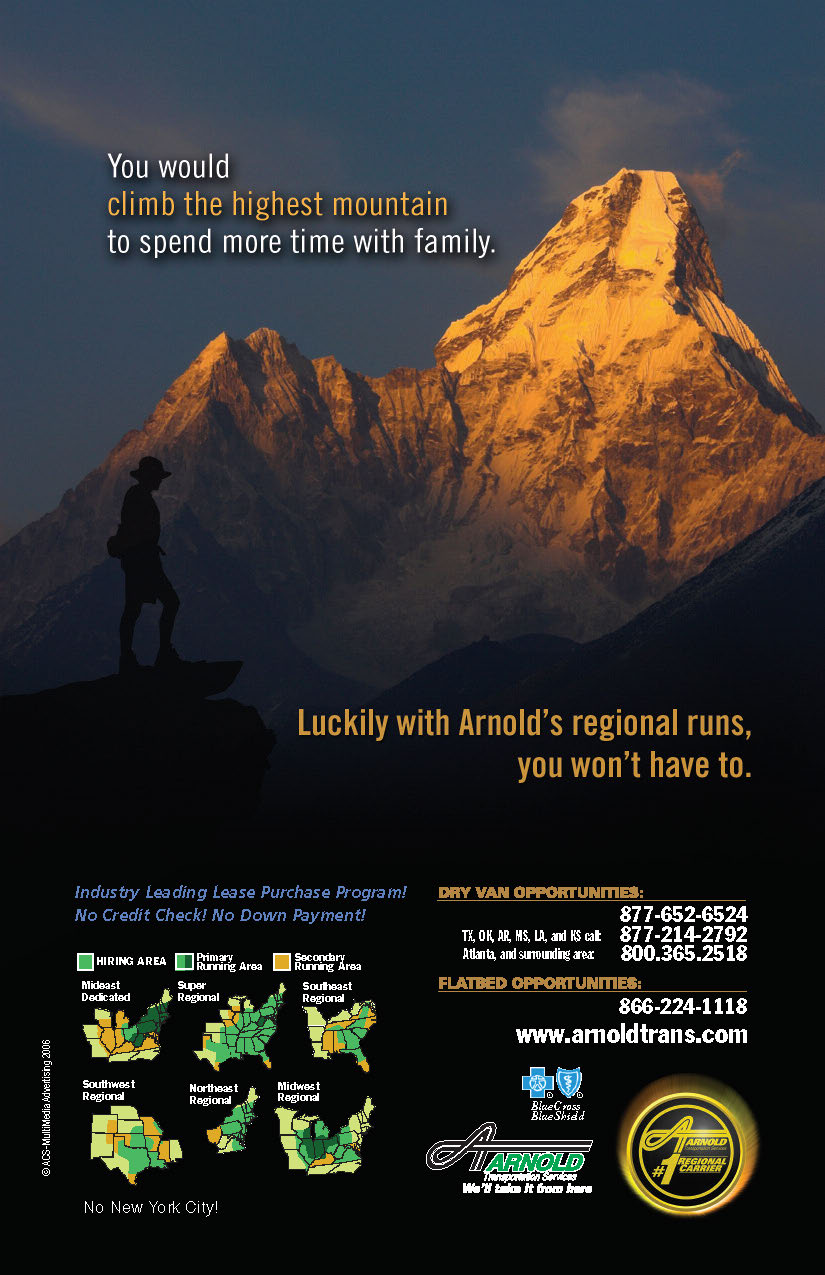 You would
climb the highest mountain
to spend more time with family.
Luckily with Arnold's regional runs,
you won't have to.
Industry Leading Lease Purchase Program!
No Credit Check! No Down Payment!
HIRING AREA
Primary
Running Area
Secondary
Running Area
Mideast
Dedicated
Super
Regional
Southeast
Regional
Southwest
Regional
Northeast
Regional
Midwest
Regional
No New York City!
© ACS-MultiMedia Advertising 2006
DRY VAN OPPORTUNITIES:
877-652-6524
TX, OK, AR, MS, LA, and KS call: 877-214-2792
Atlanta, and surrounding area: 800.365.2518
FLATBED OPPORTUNITIES:
866-224-1118
www.arnoldtrans.com
BlueCross
BlueShield
ARNOLD
Transportation Services
We'll take it from here
ARNOLD
Transportation Services
#1 REGIONAL
CARRIER